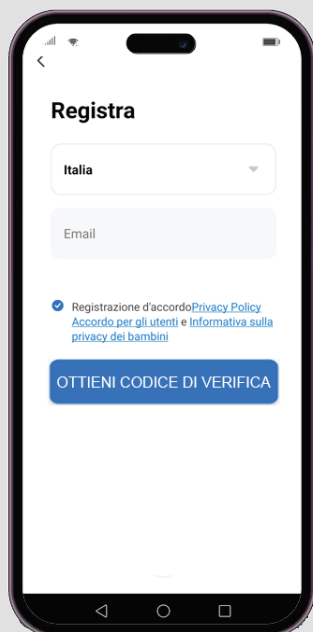 Registra
Italia
Email
Registrazione d'accordoPrivacy Policy
Accordo per gli utenti e Informativa sulla
privacy dei bambini
OTTIENI CODICE DI VERIFICA